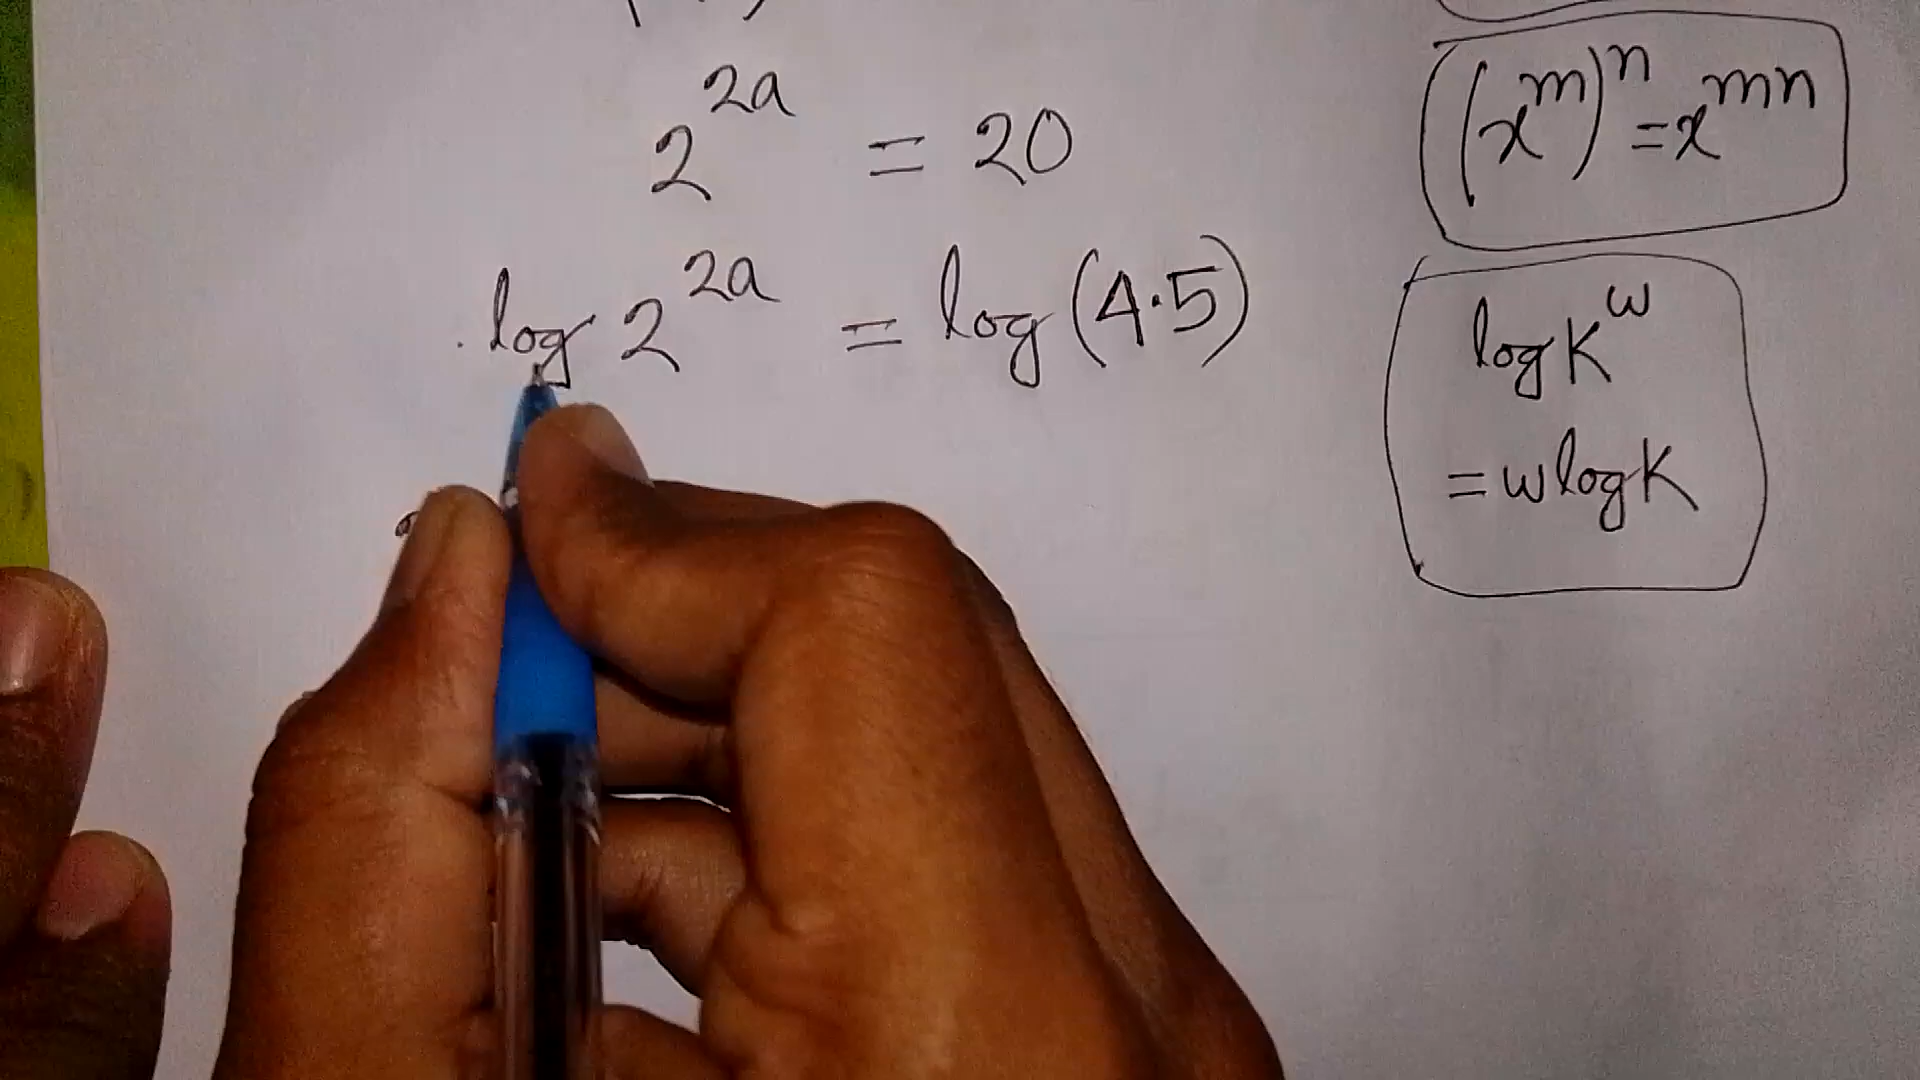 2^{2a} = 20
log 2^{2a} = log(4·5)
(x^m)^n = x^{mn}
log K^w
= w log K